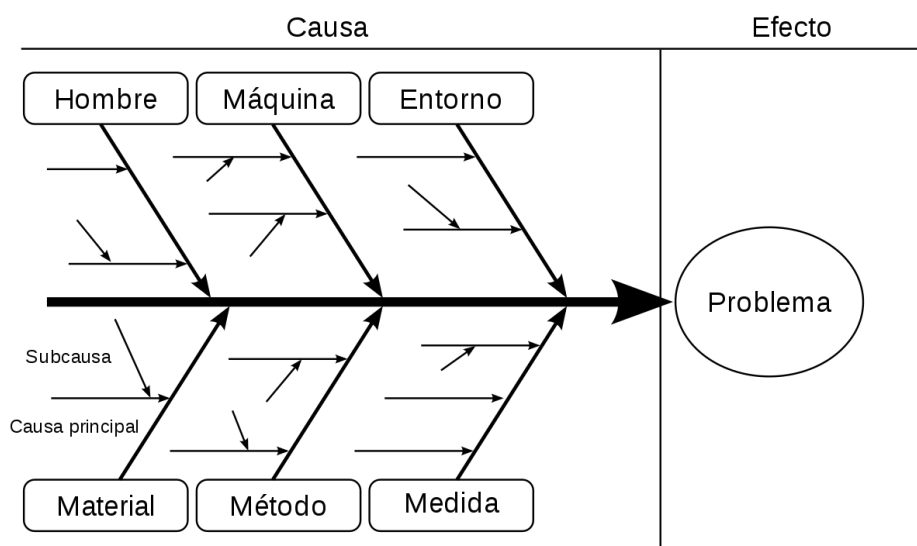 Causa
Efecto
Hombre
Máquina
Entorno
Problema
Subcausa
Causa principal
Material
Método
Medida